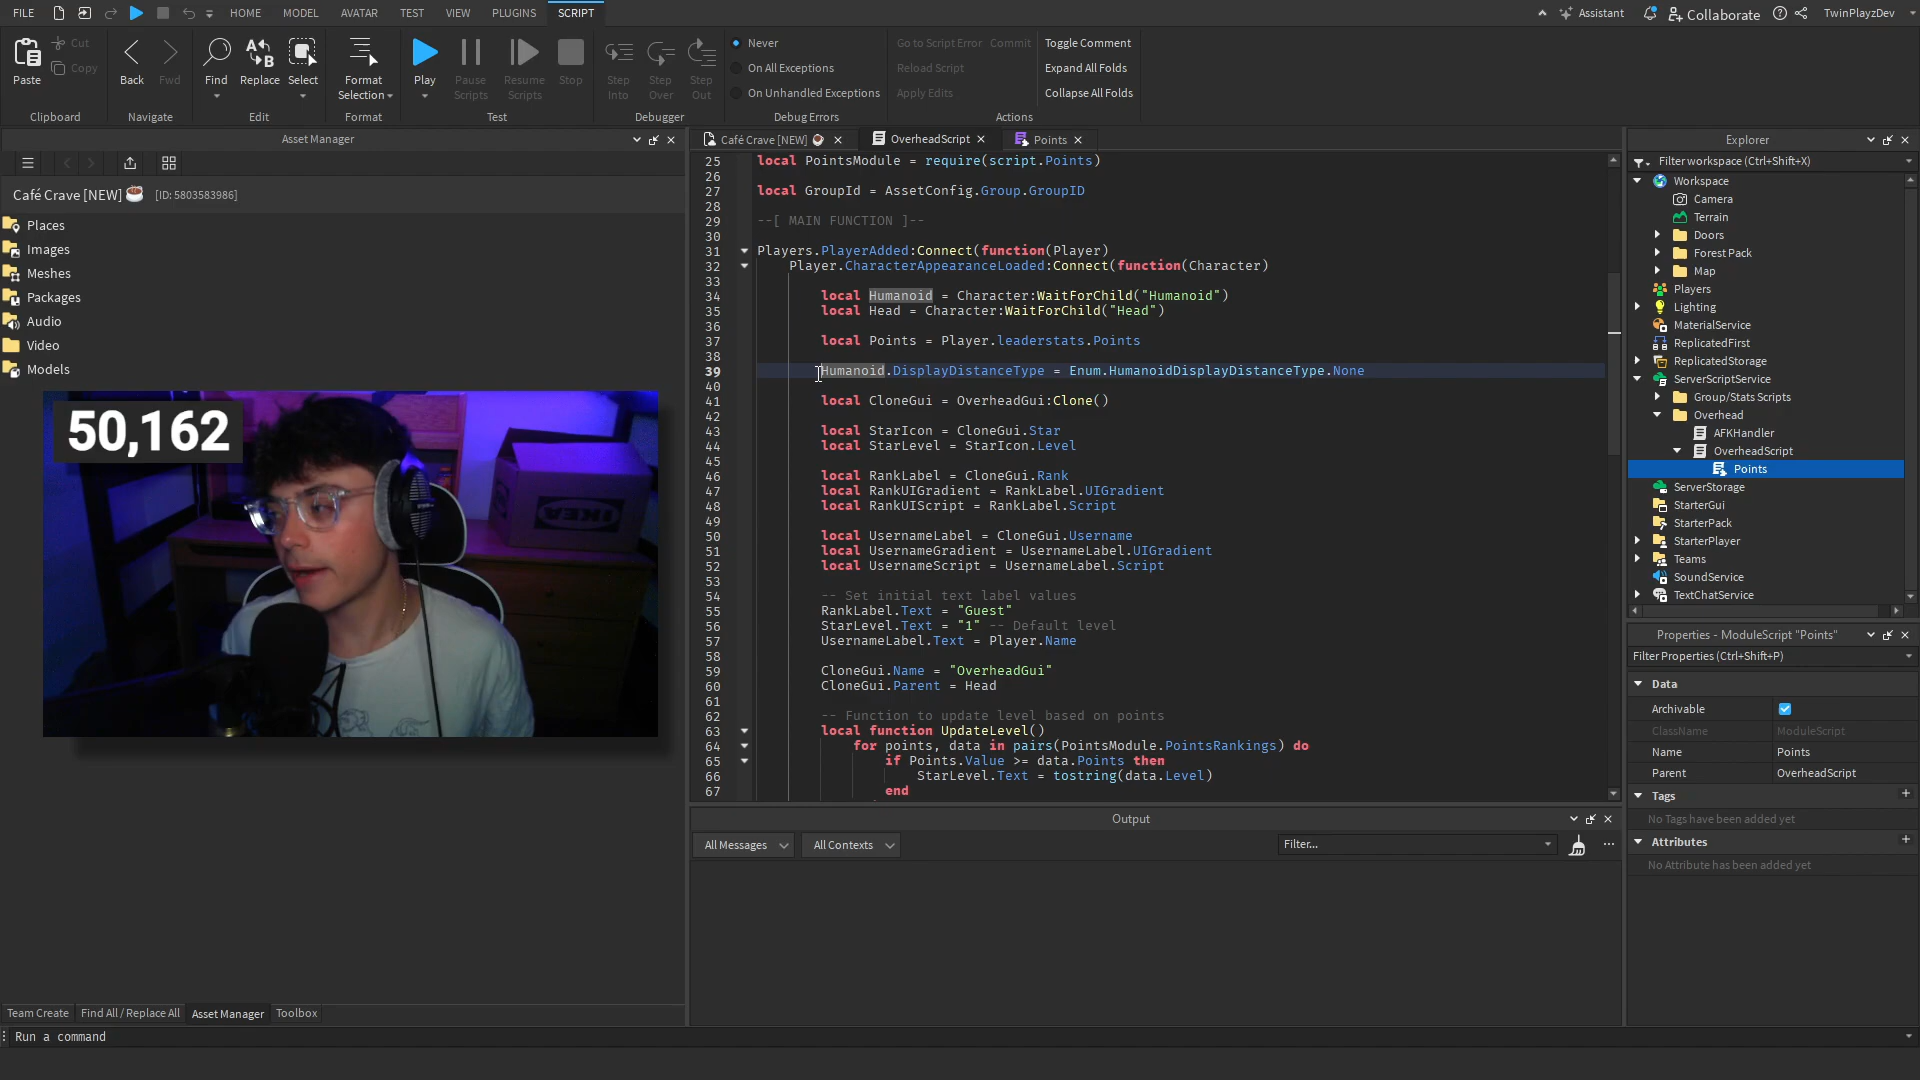 FILE HOME MODEL AVATAR TEST VIEW PLUGINS SCRIPT Assistant Collaborate TwinPlayzDev
Paste Cut Copy Back Fwd Find Replace Select Format Selection Play Pause Scripts Resume Scripts Stop Step Into Step Over Step Out
Never
On All Exceptions
On Unhandled Exceptions
Go to Script Error Commit
Reload Script
Apply Edits
Toggle Comment
Expand All Folds
Collapse All Folds
Clipboard Navigate Edit Format Test Debugger Debug Errors Actions
Asset Manager
Café Crave [NEW] [ID: 5803583986]
Places
Images
Meshes
Packages
Audio
Video
Models
50,162
IKEA
Team Create Find All / Replace All Asset Manager Toolbox
Run a command
Café Crave [NEW] OverheadScript Points
25 local PointsModule = require(script.Points)
26
27 local GroupId = AssetConfig.Group.GroupID
28
29 --[ MAIN FUNCTION ]--
30
31 Players.PlayerAdded:Connect(function(Player)
32 Player.CharacterAppearanceLoaded:Connect(function(Character)
33
34 local Humanoid = Character:WaitForChild("Humanoid")
35 local Head = Character:WaitForChild("Head")
36
37 local Points = Player.leaderstats.Points
38
39 Humanoid.DisplayDistanceType = Enum.HumanoidDisplayDistanceType.None
40
41 local CloneGui = OverheadGui:Clone()
42
43 local StarIcon = CloneGui.Star
44 local StarLevel = StarIcon.Level
45
46 local RankLabel = CloneGui.Rank
47 local RankUIGradient = RankLabel.UIGradient
48 local RankUIScript = RankLabel.Script
49
50 local UsernameLabel = CloneGui.Username
51 local UsernameGradient = UsernameLabel.UIGradient
52 local UsernameScript = UsernameLabel.Script
53
54 -- Set initial text label values
55 RankLabel.Text = "Guest"
56 StarLevel.Text = "1" -- Default level
57 UsernameLabel.Text = Player.Name
58
59 CloneGui.Name = "OverheadGui"
60 CloneGui.Parent = Head
61
62 -- Function to update level based on points
63 local function UpdateLevel()
64 for points, data in pairs(PointsModule.PointsRankings) do
65 if Points.Value >= data.Points then
66 StarLevel.Text = tostring(data.Level)
67 end
Output
All Messages All Contexts Filter...
Explorer
Filter workspace (Ctrl+Shift+X)
Workspace
Camera
Terrain
Doors
Forest Pack
Map
Players
Lighting
MaterialService
ReplicatedFirst
ReplicatedStorage
ServerScriptService
Group/Stats Scripts
Overhead
AFKHandler
OverheadScript
Points
ServerStorage
StarterGui
StarterPack
StarterPlayer
Teams
SoundService
TextChatService
Properties - ModuleScript "Points"
Filter Properties (Ctrl+Shift+P)
Data
Archivable
ClassName ModuleScript
Name Points
Parent OverheadScript
Tags
No Tags have been added yet
Attributes
No Attribute has been added yet